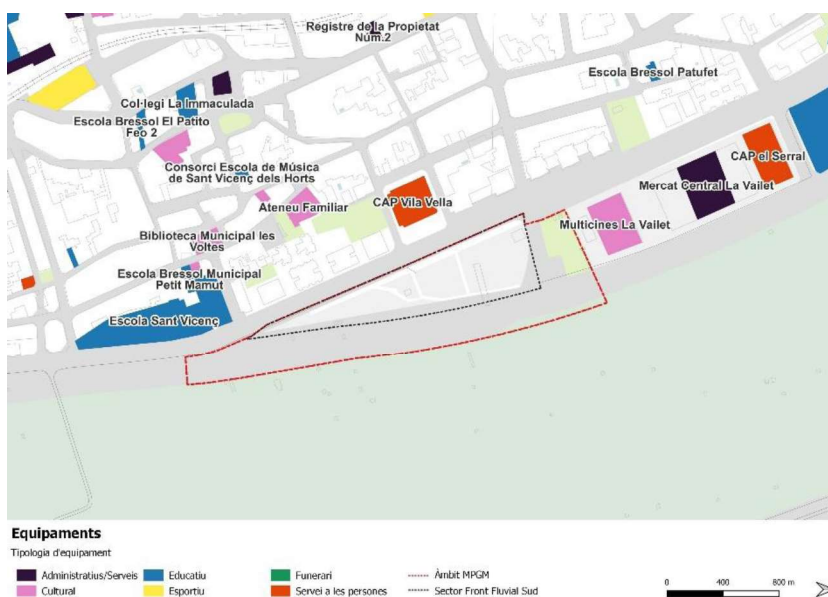 Registre de la Propietat
Núm.2
Escola Bressol Patufet
Col·legi La Immaculada
Escola Bressol El Patito
Feo 2
CAP el Serral
Consorci Escola de Música
de Sant Vicenç dels Horts
Mercat Central La Vailet
CAP Vila Vella
Ateneu Familiar
Multicines La Vailet
Biblioteca Municipal les
Voltes
Escola Bressol Municipal
Petit Mamut
Escola Sant Vicenç
Equipaments
Tipologia d'equipament
Administratius/Serveis
Educatiu
Funerari
Àmbit MPGM
Cultural
Esportiu
Servei a les persones
Sector Front Fluvial Sud
0 400 800 m